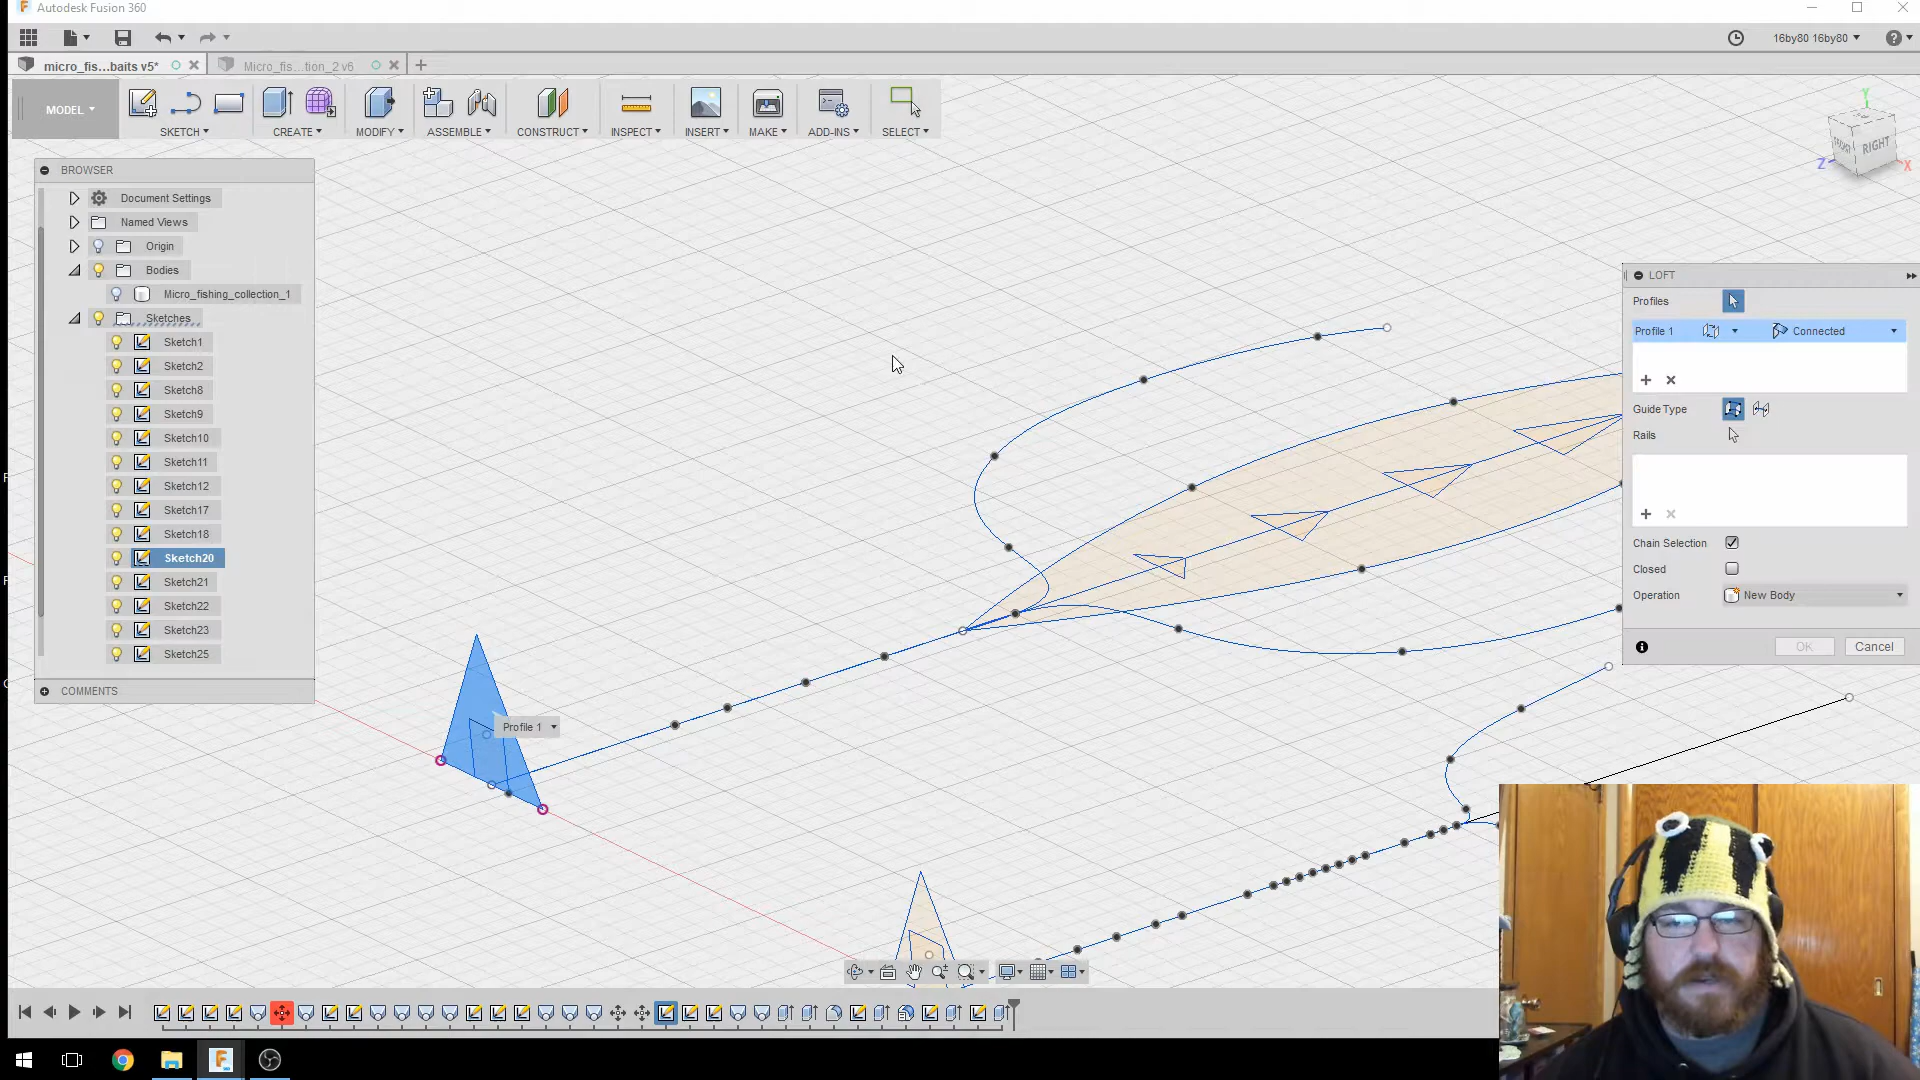 Autodesk Fusion 360
16by80 16by80
micro_fis...baits v5*
Micro_fis...tion_2 v6
MODEL
SKETCH
CREATE
MODIFY
ASSEMBLE
CONSTRUCT
INSPECT
INSERT
MAKE
ADD-INS
SELECT
Y
RIGHT
Z
X
BROWSER
Document Settings
Named Views
Origin
Bodies
Micro_fishing_collection_1
Sketches
Sketch1
Sketch2
Sketch8
Sketch9
Sketch10
Sketch11
Sketch12
Sketch17
Sketch18
Sketch20
Sketch21
Sketch22
Sketch23
Sketch25
COMMENTS
Profile 1
LOFT
Profiles
Profile 1 Connected
Guide Type
Rails
Chain Selection
Closed
Operation New Body
OK Cancel